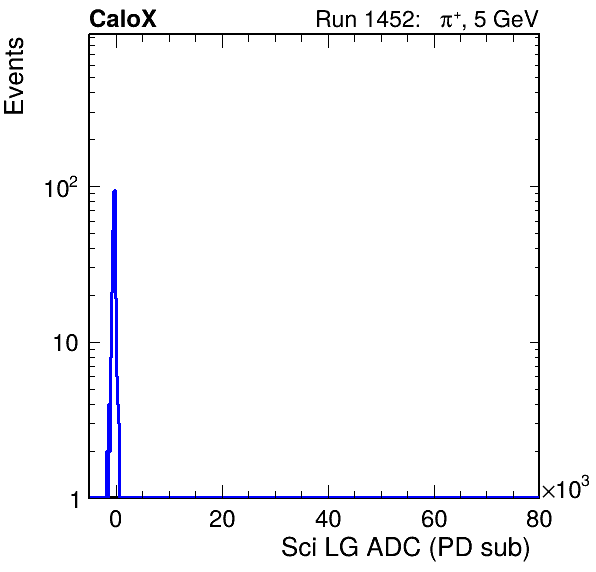 CaloX Run 1452: π⁺, 5 GeV
Events
10²
10
1
0 20 40 60 80
×10³
Sci LG ADC (PD sub)